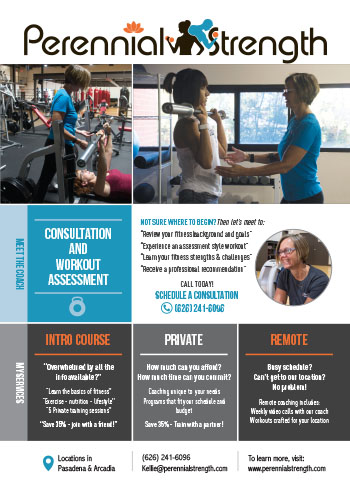 Perennial Strength
MEET THE COACH
CONSULTATION
AND
WORKOUT
ASSESSMENT
NOT SURE WHERE TO BEGIN? Then let's meet to:
"Review your fitness background and goals"
"Experience an assessment style workout"
"Learn your fitness strengths & challenges"
"Receive a professional recommendation"
CALL TODAY!
SCHEDULE A CONSULTATION
(626) 241-6096
MY SERVICES
INTRO COURSE
"Overwhelmed by all the
info available?"
"Learn the basics of fitness"
"Exercise - nutrition - lifestyle"
"5 Private training sessions"
"Save 15% - join with a friend!"
PRIVATE
How much can you afford?
How much time can you commit?
Coaching unique to your needs
Programs that fit your schedule and
budget
Save 35% - Train with a partner!
REMOTE
Busy schedule?
Can't get to our location?
No problem!
Remote coaching includes:
Weekly video calls with our coach
Workouts crafted for your location
Locations in
Pasadena & Arcadia
(626) 241-6096
Kellie@perennialstrength.com
To learn more, visit:
www.perennialstrength.com